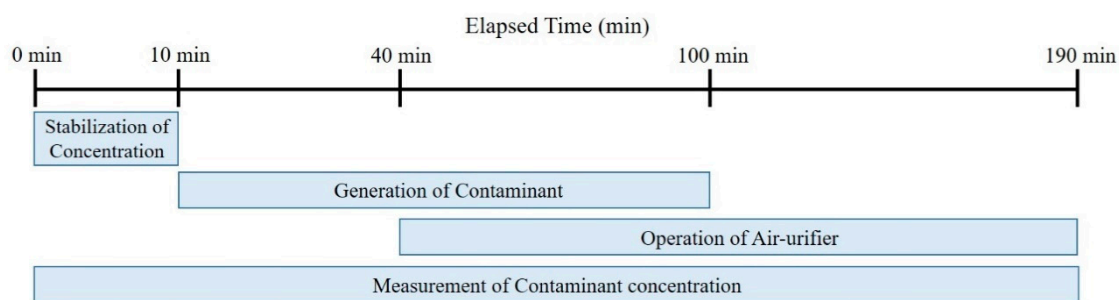 Elapsed Time (min)
0 min 10 min 40 min 100 min 190 min
Stabilization of
Concentration
Generation of Contaminant
Operation of Air-urifier
Measurement of Contaminant concentration